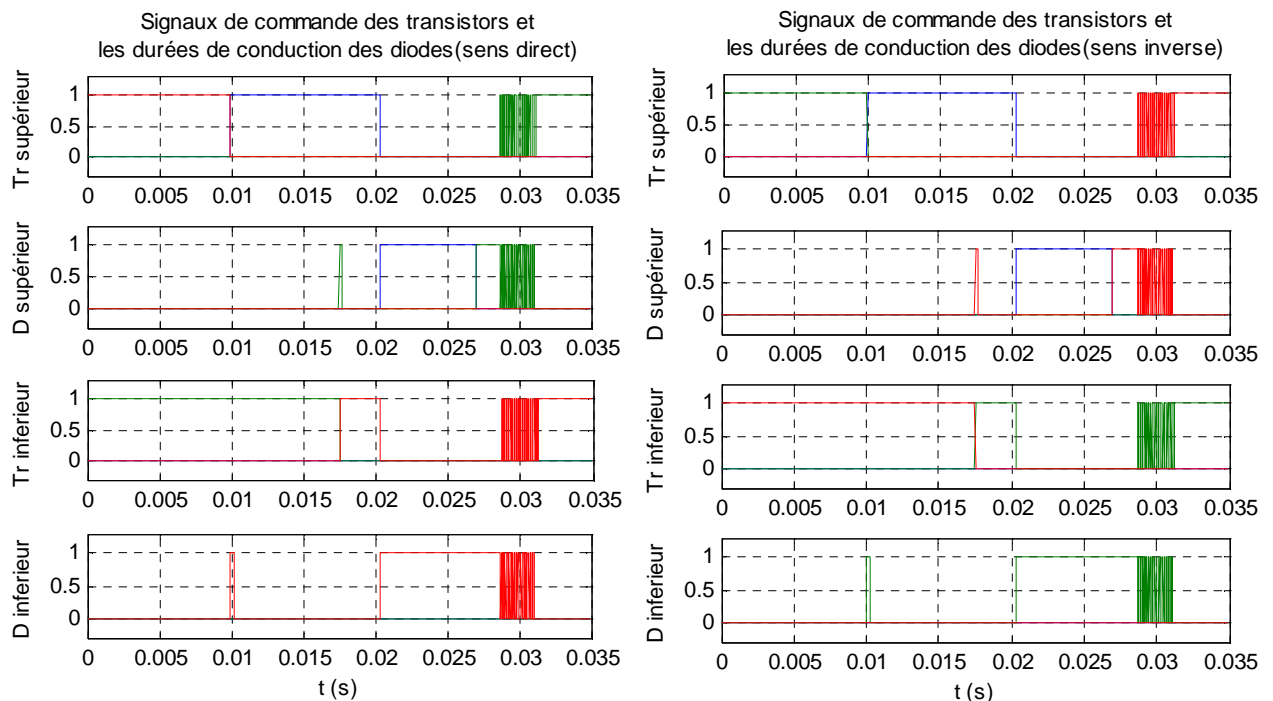 Signaux de commande des transistors et
les durées de conduction des diodes(sens direct)
Tr supérieur
1
0.5
0
0 0.005 0.01 0.015 0.02 0.025 0.03 0.035
D supérieur
1
0.5
0
0 0.005 0.01 0.015 0.02 0.025 0.03 0.035
Tr inferieur
1
0.5
0
0 0.005 0.01 0.015 0.02 0.025 0.03 0.035
D inferieur
1
0.5
0
0 0.005 0.01 0.015 0.02 0.025 0.03 0.035
t (s)
Signaux de commande des transistors et
les durées de conduction des diodes(sens inverse)
Tr supérieur
1
0.5
0
0 0.005 0.01 0.015 0.02 0.025 0.03 0.035
D supérieur
1
0.5
0
0 0.005 0.01 0.015 0.02 0.025 0.03 0.035
Tr inferieur
1
0.5
0
0 0.005 0.01 0.015 0.02 0.025 0.03 0.035
D inferieur
1
0.5
0
0 0.005 0.01 0.015 0.02 0.025 0.03 0.035
t (s)